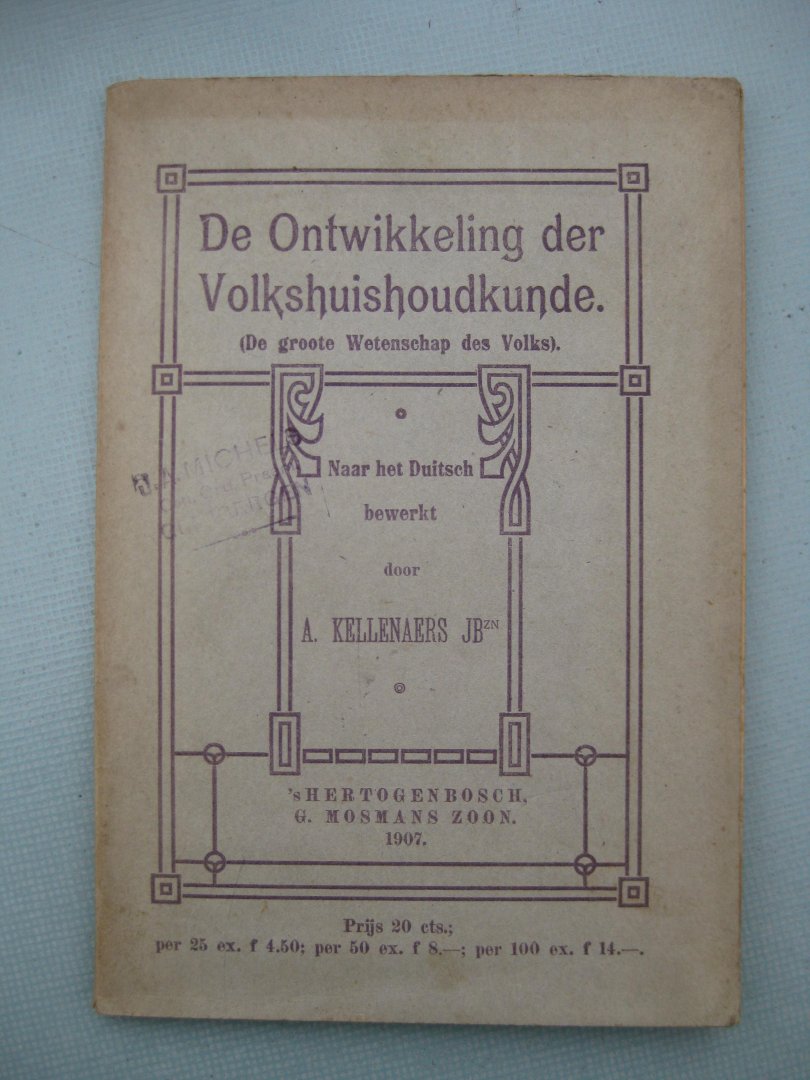 De Ontwikkeling der
Volkshuishoudkunde.
(De groote Wetenschap des Volks).
Naar het Duitsch
bewerkt
door
A. KELLENAERS JBZN
'sHERTOGENBOSCH,
G. MOSMANS ZOON.
1907.
Prijs 20 cts.;
per 25 ex. f 4.50; per 50 ex. f 8.—; per 100 ex. f 14.—.
J. A. MICHELS